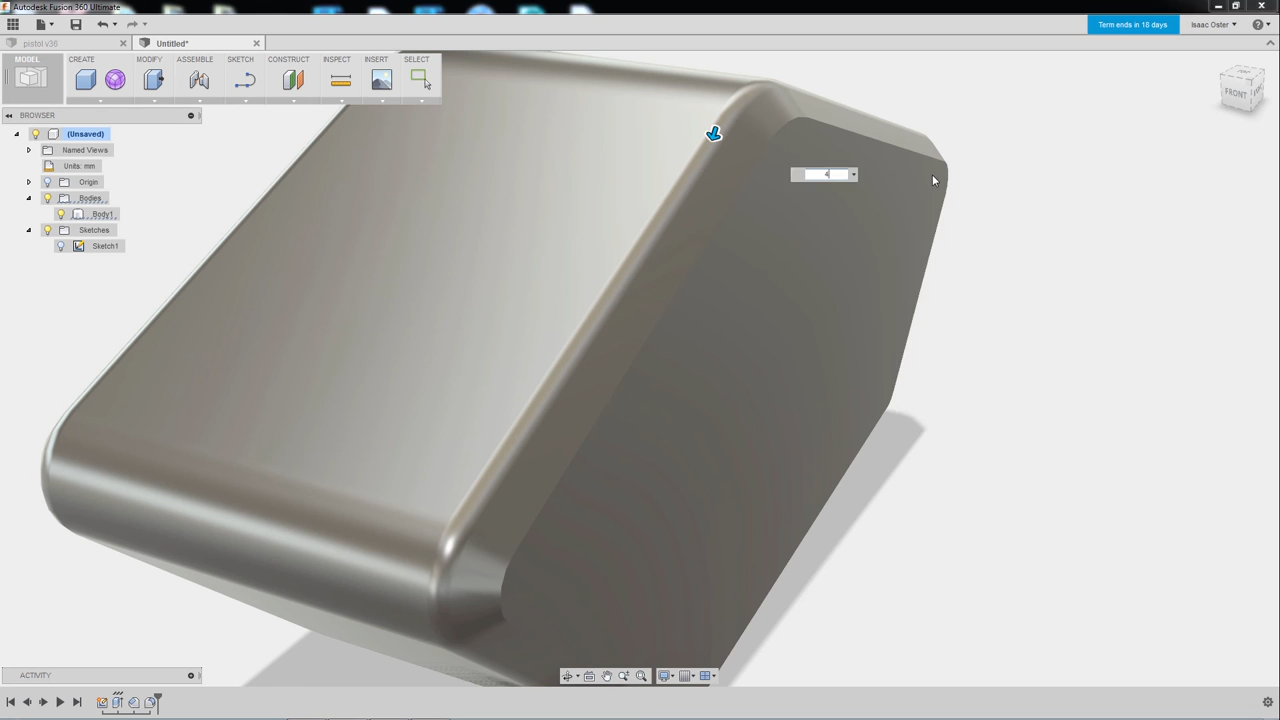 Autodesk Fusion 360 Ultimate
Term ends in 18 days
Isaac Oster
pistol v36
Untitled*
MODEL
CREATE
MODIFY
ASSEMBLE
SKETCH
CONSTRUCT
INSPECT
INSERT
SELECT
BROWSER
(Unsaved)
Named Views
Units: mm
Origin
Bodies
Body1
Sketches
Sketch1
4
FRONT
ACTIVITY